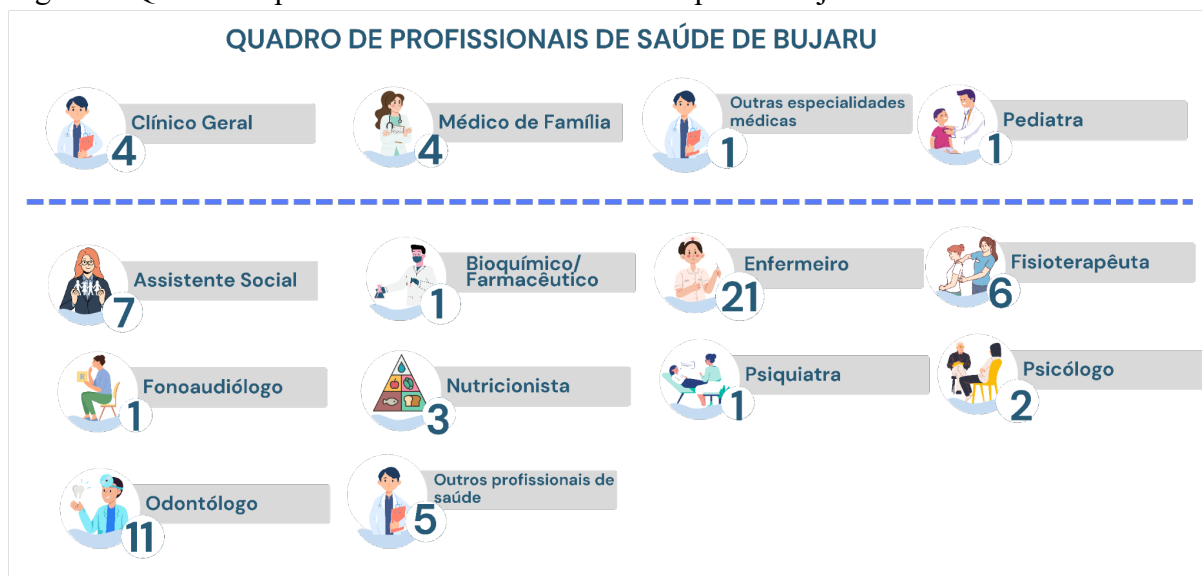 QUADRO DE PROFISSIONAIS DE SAÚDE DE BUJARU
Clínico Geral
4
Médico de Família
4
Outras especialidades
médicas
1
Pediatra
1
Assistente Social
7
Bioquímico/
Farmacêutico
1
Enfermeiro
21
Fisioterapêuta
6
Fonoaudiólogo
1
Nutricionista
3
Psiquiatra
1
Psicólogo
2
Odontólogo
11
Outros profissionais de
saúde
5